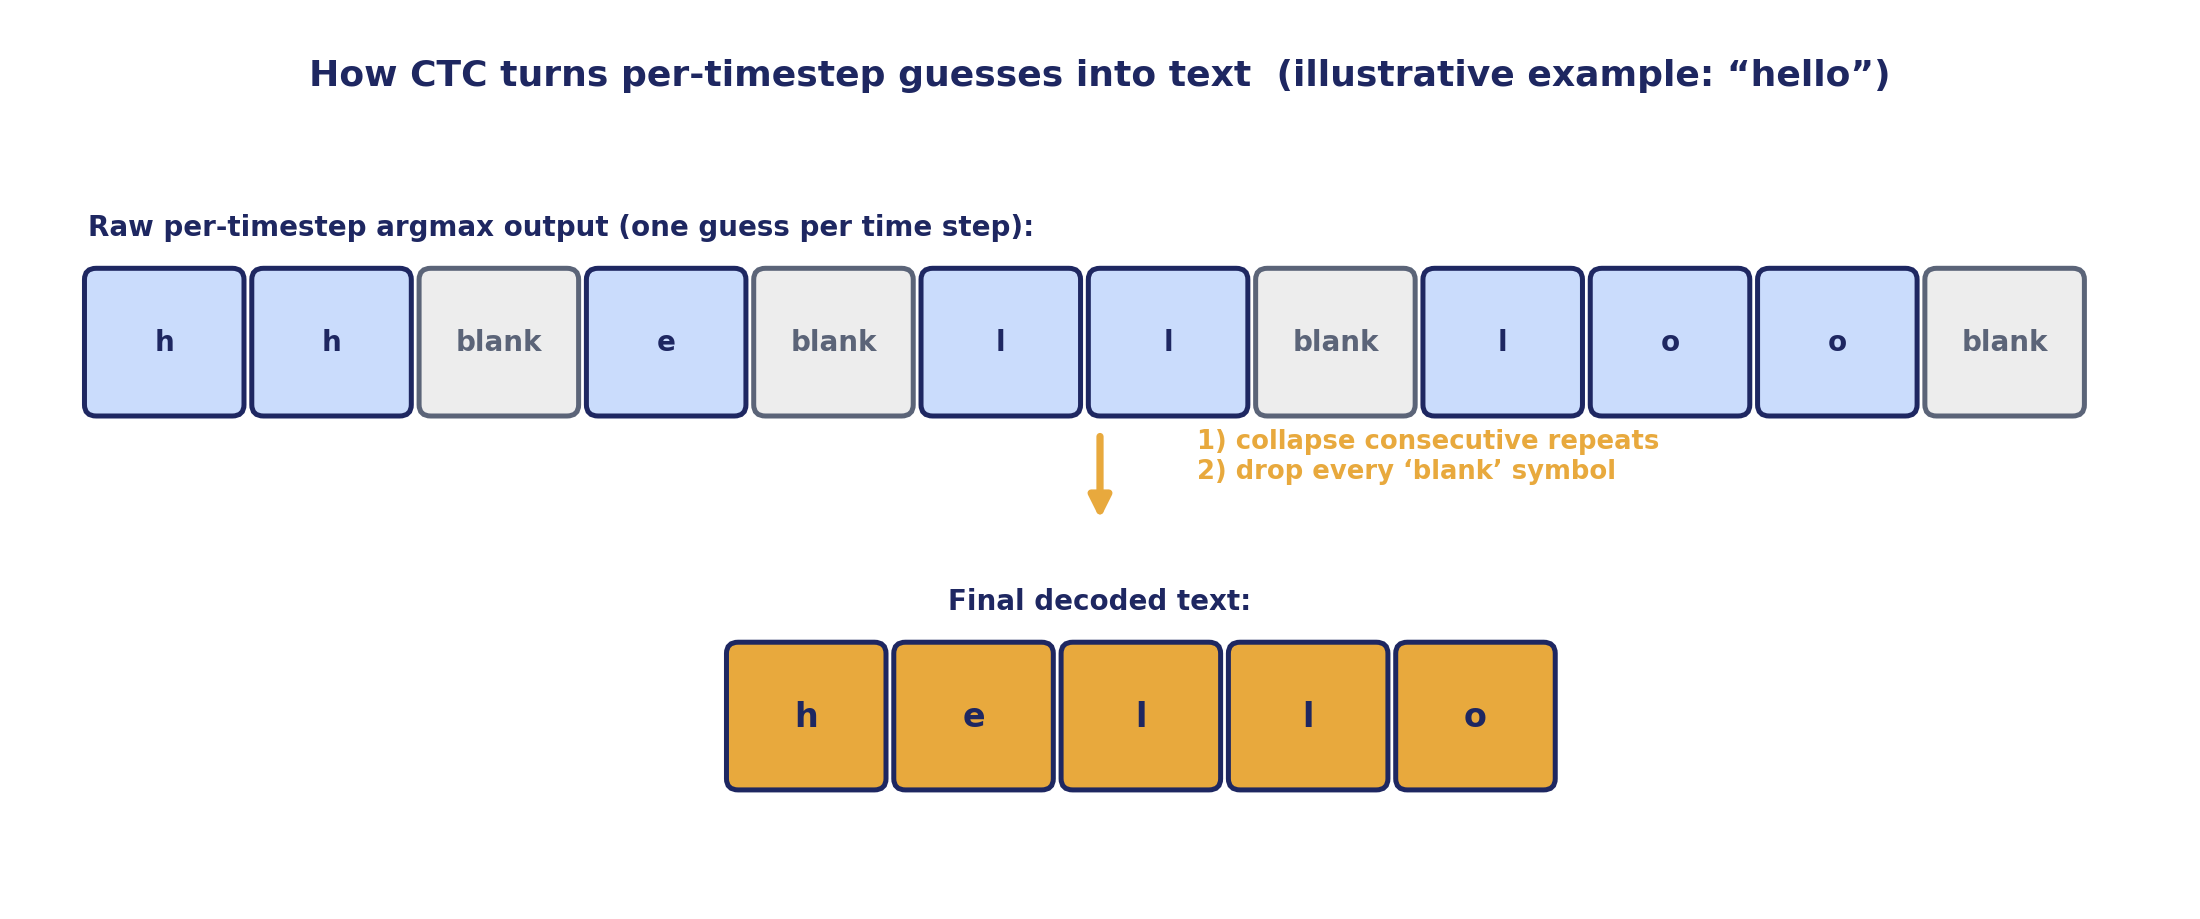 How CTC turns per-timestep guesses into text (illustrative example: “hello”)
Raw per-timestep argmax output (one guess per time step):
h h blank e blank l l blank l o o blank
1) collapse consecutive repeats
2) drop every ‘blank’ symbol
Final decoded text:
h e l l o